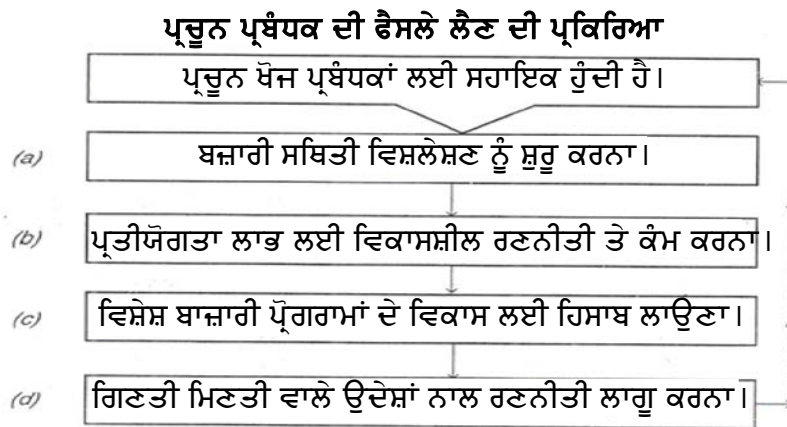 ਪ੍ਰਚੂਨ ਪ੍ਰਬੰਧਕ ਦੀ ਫੈਸਲੇ ਲੈਣ ਦੀ ਪ੍ਰਕਿਰਿਆ
ਪ੍ਰਚੂਨ ਖੋਜ ਪ੍ਰਬੰਧਕਾਂ ਲਈ ਸਹਾਇਕ ਹੁੰਦੀ ਹੈ।
(a) ਬਜ਼ਾਰੀ ਸਥਿਤੀ ਵਿਸ਼ਲੇਸ਼ਣ ਨੂੰ ਸ਼ੁਰੂ ਕਰਨਾ।
(b) ਪ੍ਰਤੀਯੋਗਤਾ ਲਾਭ ਲਈ ਵਿਕਾਸਸ਼ੀਲ ਰਣਨੀਤੀ ਤੇ ਕੰਮ ਕਰਨਾ।
(c) ਵਿਸ਼ੇਸ਼ ਬਾਜ਼ਾਰੀ ਪ੍ਰੋਗਰਾਮਾਂ ਦੇ ਵਿਕਾਸ ਲਈ ਹਿਸਾਬ ਲਾਉਣਾ।
(d) ਗਿਣਤੀ ਮਿਣਤੀ ਵਾਲੇ ਉਦੇਸ਼ਾਂ ਨਾਲ ਰਣਨੀਤੀ ਲਾਗੂ ਕਰਨਾ।